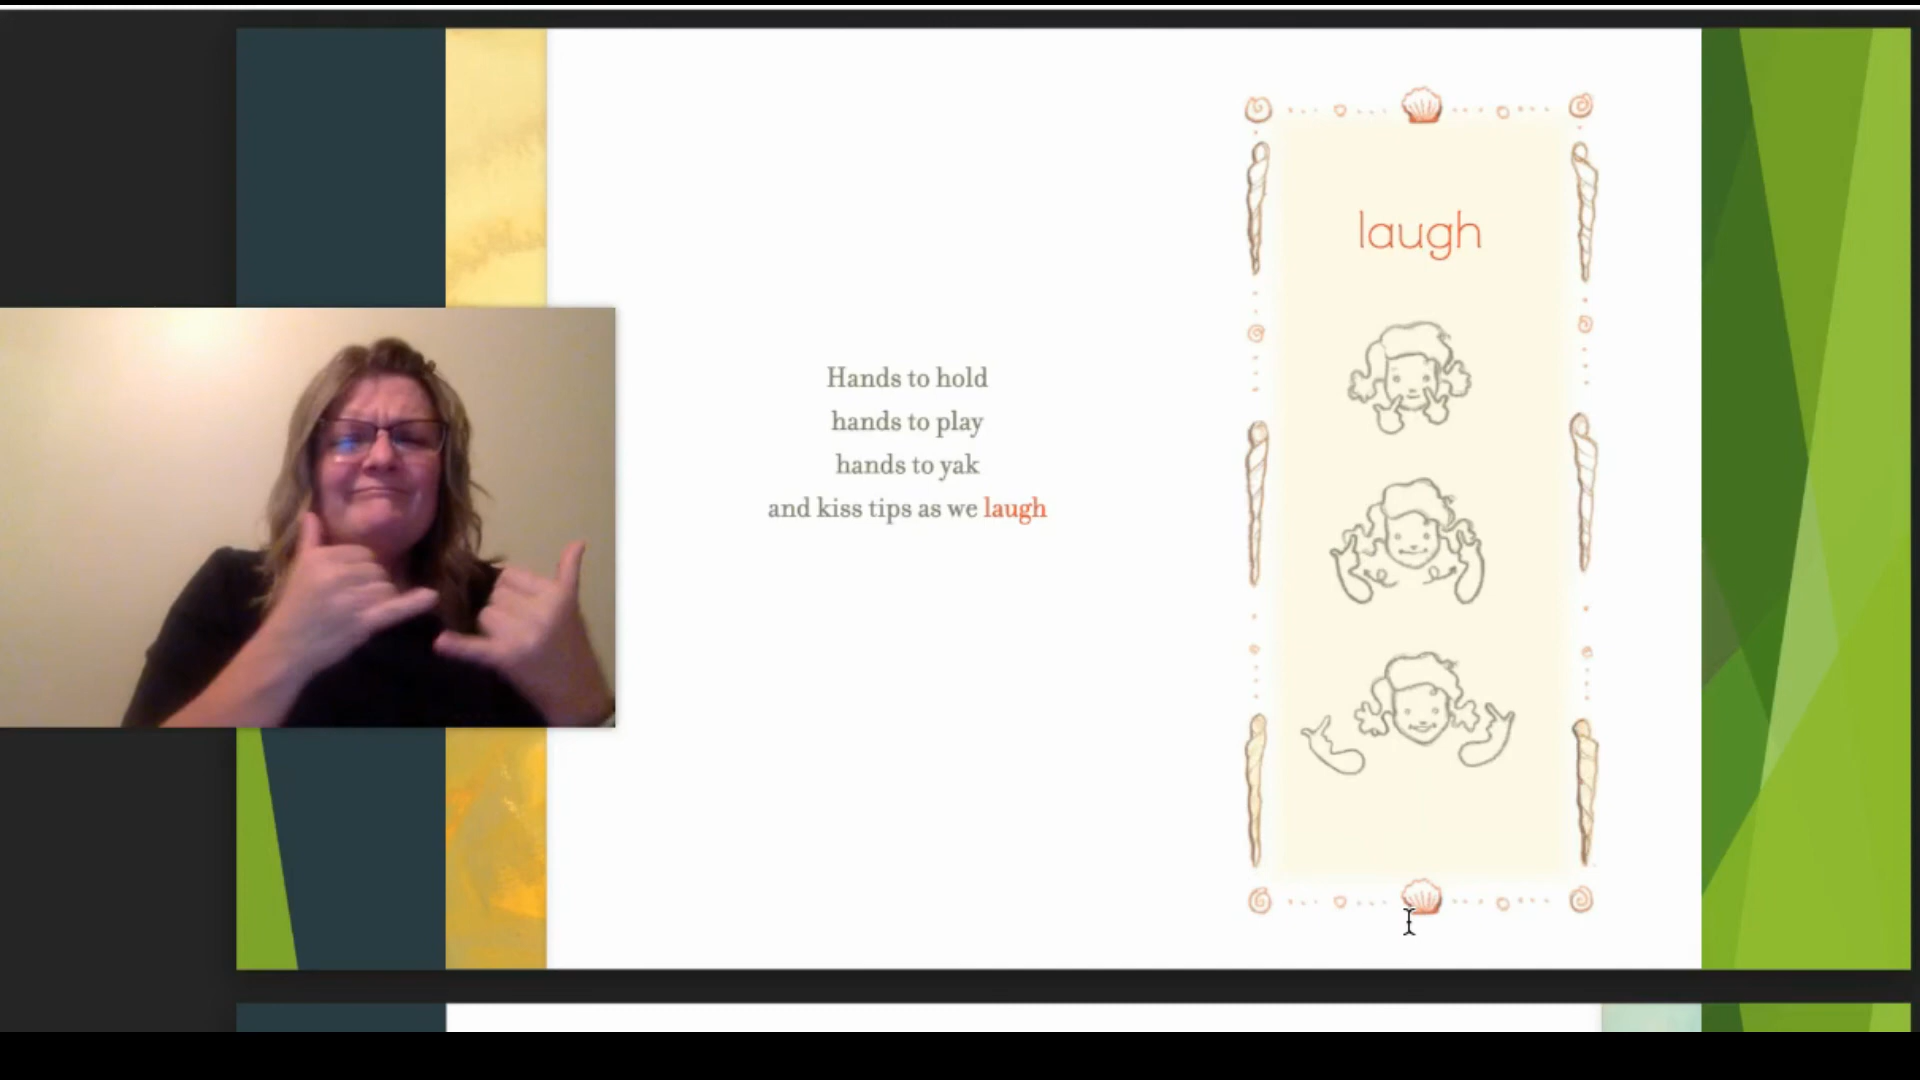 laugh
Hands to hold
hands to play
hands to yak
and kiss tips as we laugh